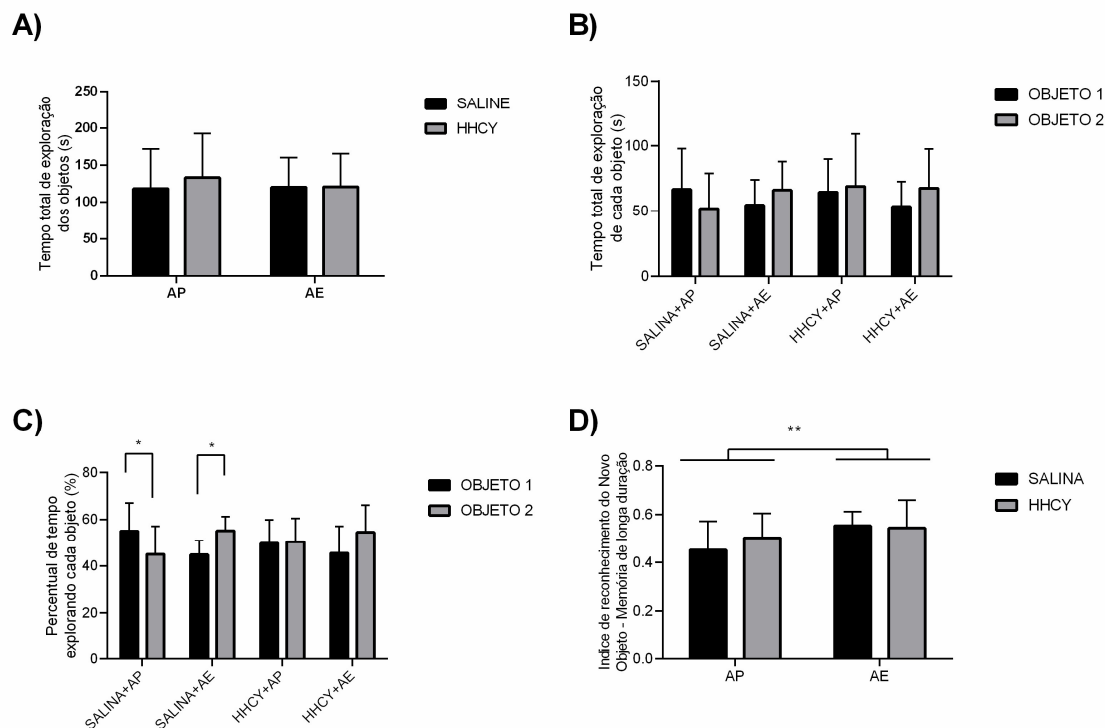 A)
Tempo total de exploração
dos objetos (s)
250
200
150
100
50
0
AP
AE
SALINE
HHCY
B)
Tempo total de exploração
de cada objeto (s)
150
100
50
0
SALINA+AP
SALINA+AE
HHCY+AP
HHCY+AE
OBJETO 1
OBJETO 2
C)
Percentual de tempo
explorando cada objeto (%)
80
60
40
20
0
*
*
SALINA+AP
SALINA+AE
HHCY+AP
HHCY+AE
OBJETO 1
OBJETO 2
D)
Indice de reconhecimento do Novo
Objeto - Memória de longa duração
0.8
0.6
0.4
0.2
0.0
**
AP
AE
SALINA
HHCY